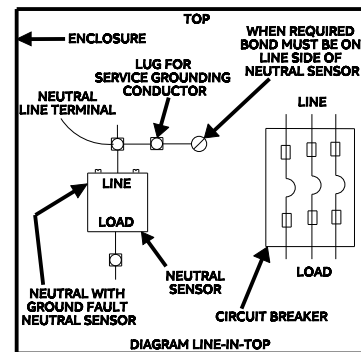 TOP
ENCLOSURE
WHEN REQUIRED
BOND MUST BE ON
LINE SIDE OF
NEUTRAL SENSOR
LUG FOR
SERVICE GROUNDING
CONDUCTOR
NEUTRAL
LINE TERMINAL
LINE
LINE
LOAD
LOAD
NEUTRAL WITH
GROUND FAULT
NEUTRAL SENSOR
NEUTRAL
SENSOR
CIRCUIT BREAKER
DIAGRAM LINE-IN-TOP